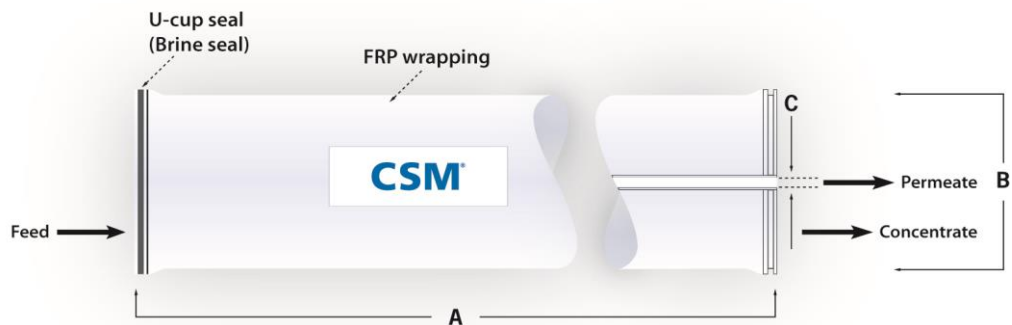 U-cup seal
(Brine seal)
FRP wrapping
C
CSM®
Permeate
B
Feed
Concentrate
A